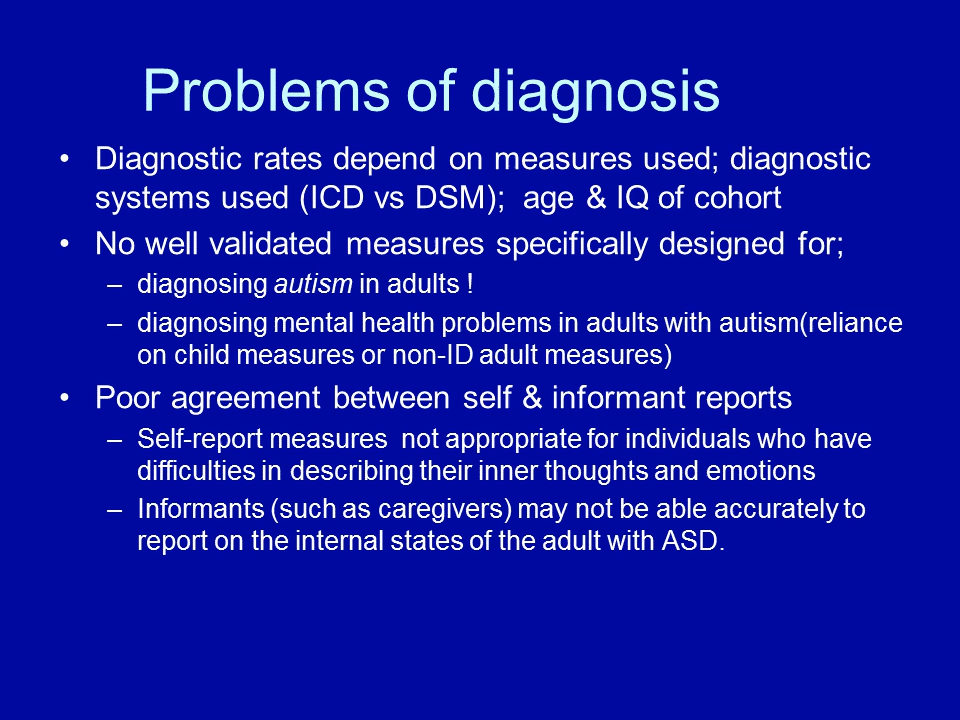 Problems of diagnosis
• Diagnostic rates depend on measures used; diagnostic
systems used (ICD vs DSM);  age & IQ of cohort
• No well validated measures specifically designed for;
– diagnosing autism in adults !
– diagnosing mental health problems in adults with autism(reliance
on child measures or non-ID adult measures)
• Poor agreement between self & informant reports
– Self-report measures  not appropriate for individuals who have
difficulties in describing their inner thoughts and emotions
– Informants (such as caregivers) may not be able accurately to
report on the internal states of the adult with ASD.